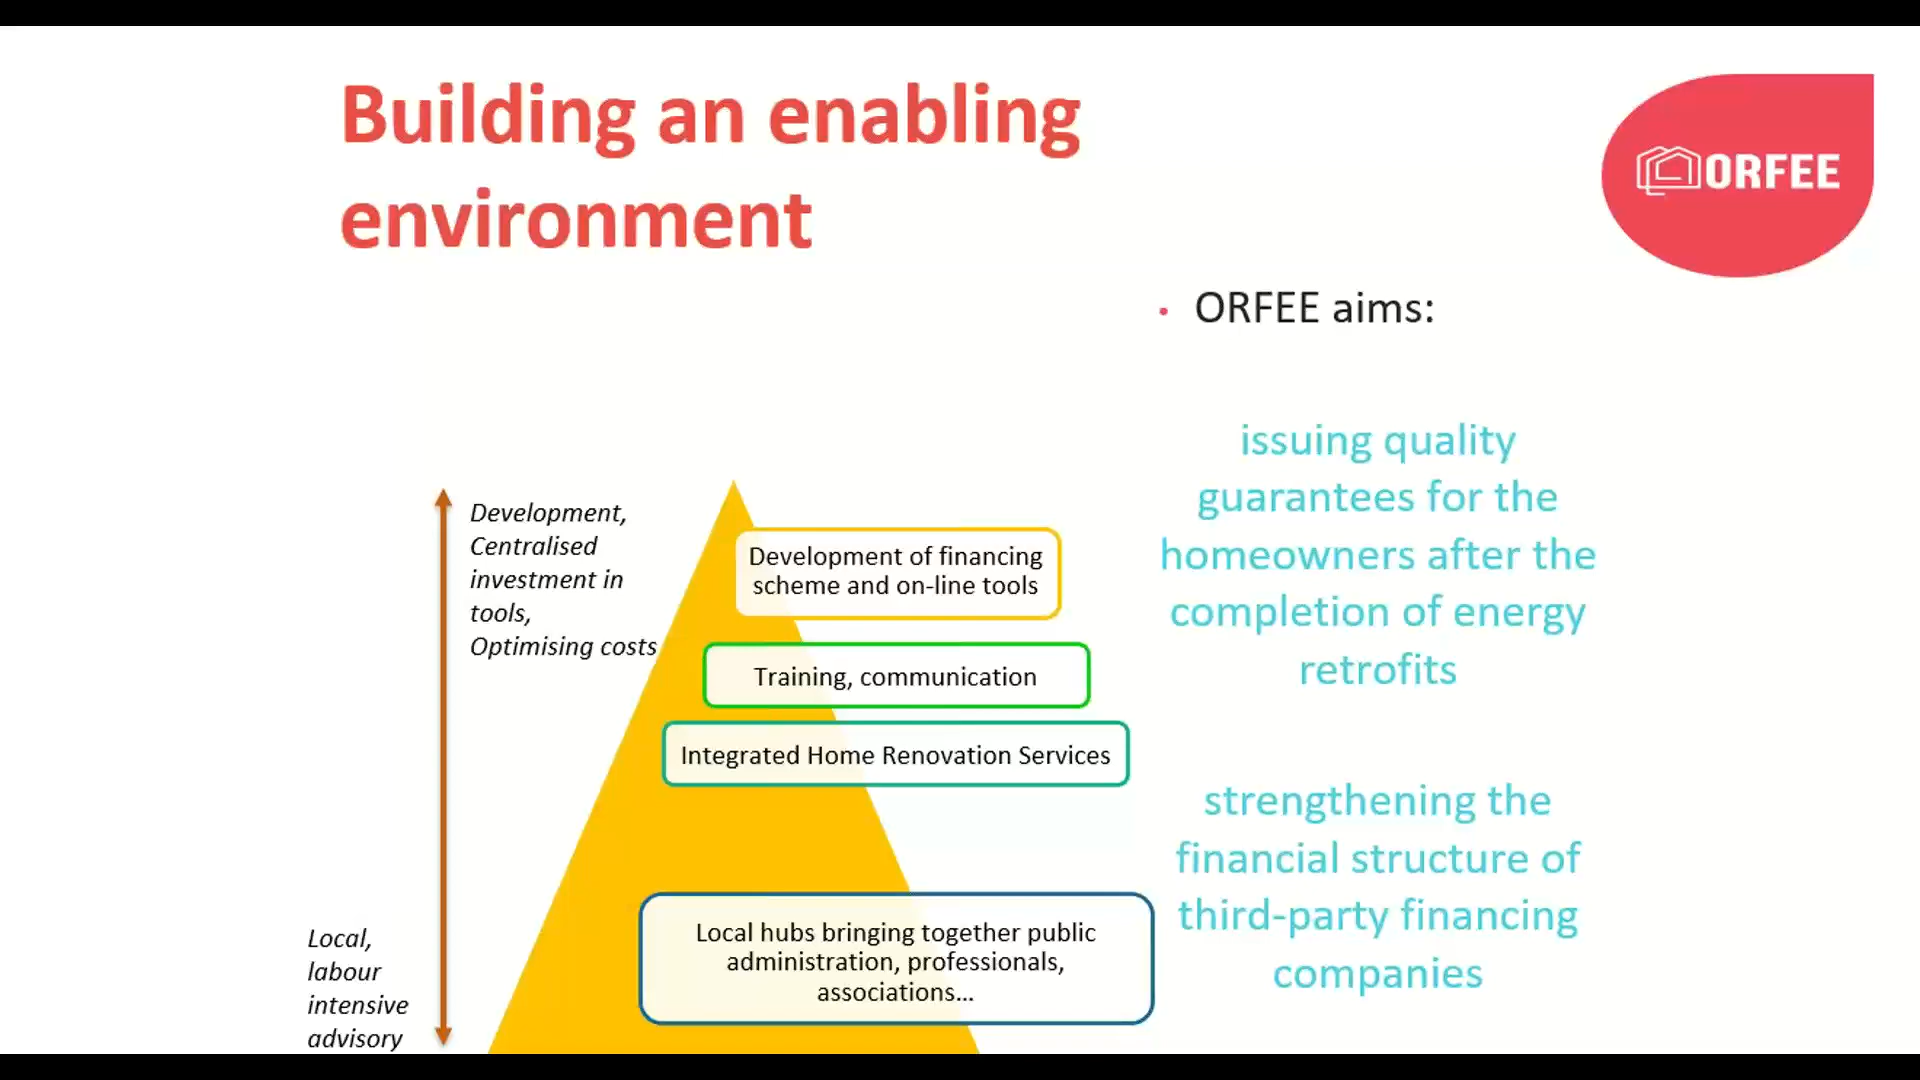 Building an enabling
environment
ORFEE
• ORFEE aims:
issuing quality
guarantees for the
homeowners after the
completion of energy
retrofits
strengthening the
financial structure of
third-party financing
companies
Development,
Centralised
investment in
tools,
Optimising costs
Local,
labour
intensive
advisory
Development of financing
scheme and on-line tools
Training, communication
Integrated Home Renovation Services
Local hubs bringing together public
administration, professionals,
associations...